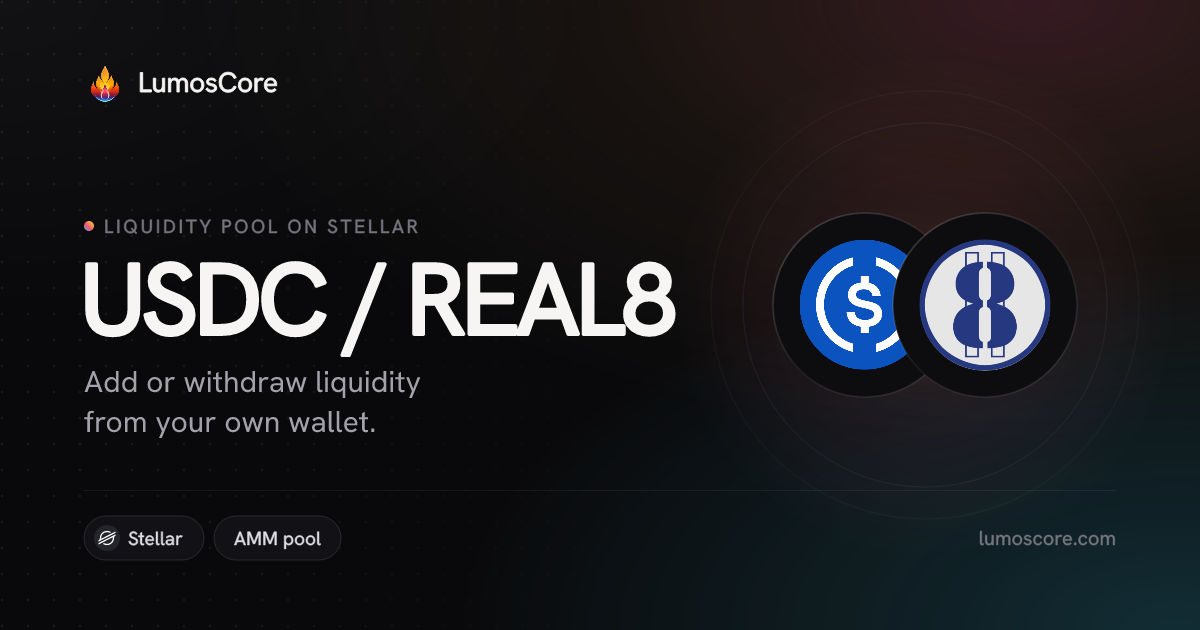 LumosCore
LIQUIDITY POOL ON STELLAR
USDC / REAL8
Add or withdraw liquidity
from your own wallet.
Stellar
AMM pool
lumoscore.com